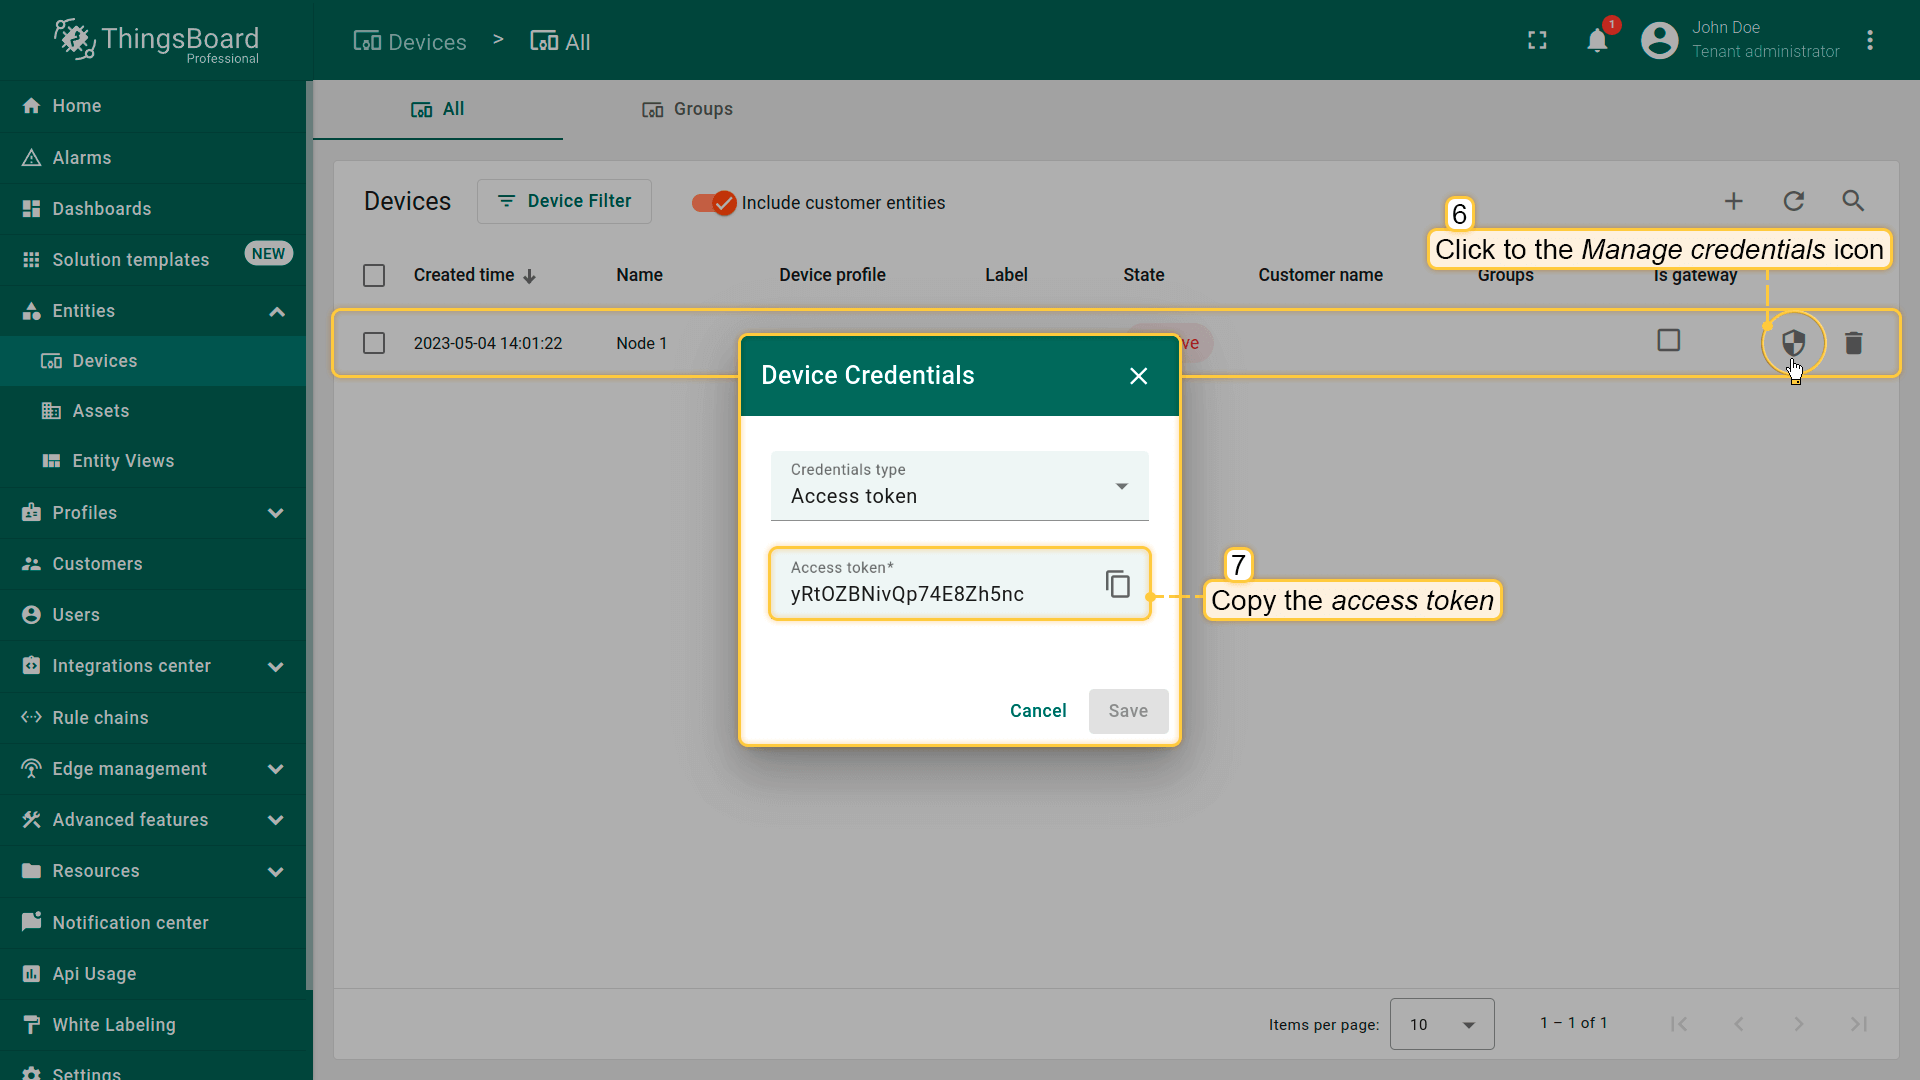 ThingsBoard
Professional
Devices > All
1
John Doe
Tenant administrator
Home
Alarms
Dashboards
Solution templates NEW
Entities
Devices
Assets
Entity Views
Profiles
Customers
Users
Integrations center
Rule chains
Edge management
Advanced features
Resources
Notification center
Api Usage
White Labeling
Settings
All Groups
Devices Device Filter Include customer entities
6
Click to the Manage credentials icon
Created time Name Device profile Label State Customer name Groups Is gateway
2023-05-04 14:01:22 Node 1
Device Credentials
Credentials type
Access token
Access token*
yRtOZBNivQp74E8Zh5nc
7
Copy the access token
Cancel Save
Items per page: 10 1 – 1 of 1